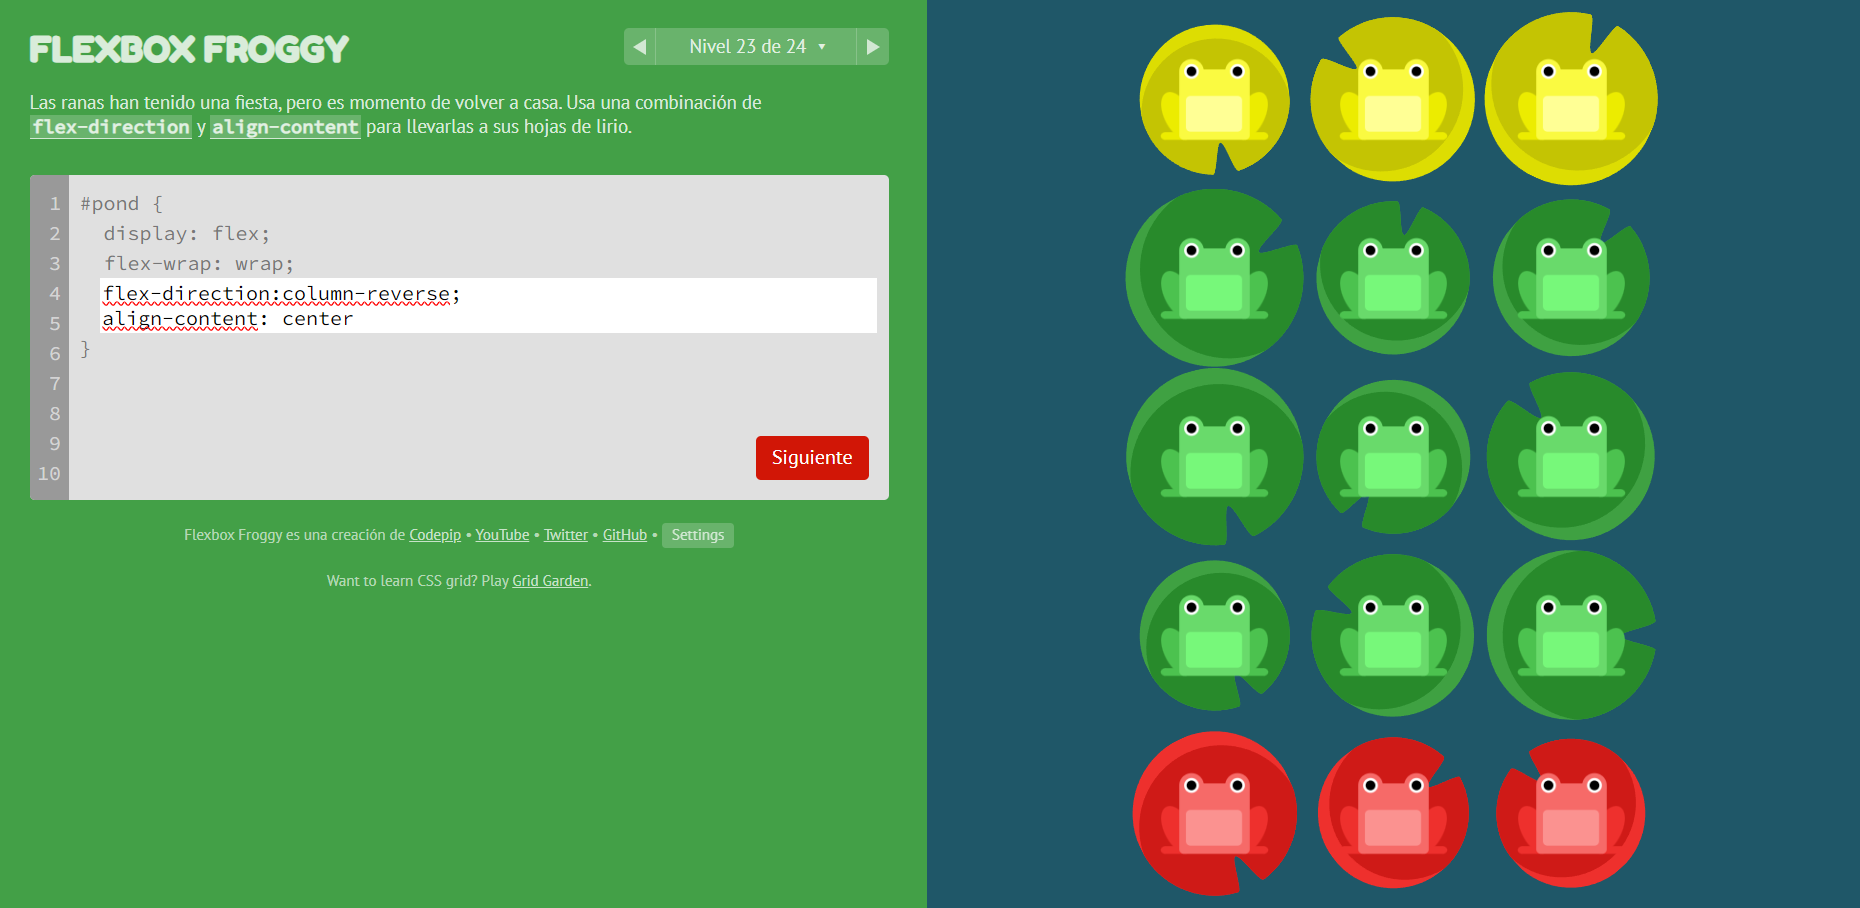 FLEXBOX FROGGY
◀ Nivel 23 de 24 ▼ ▶
Las ranas han tenido una fiesta, pero es momento de volver a casa. Usa una combinación de
flex-direction y align-content para llevarlas a sus hojas de lirio.
1 #pond {
2 display: flex;
3 flex-wrap: wrap;
4 flex-direction:column-reverse;
5 align-content: center
6 }
7
8
9
10
Siguiente
Flexbox Froggy es una creación de Codepip • YouTube • Twitter • GitHub • Settings
Want to learn CSS grid? Play Grid Garden.